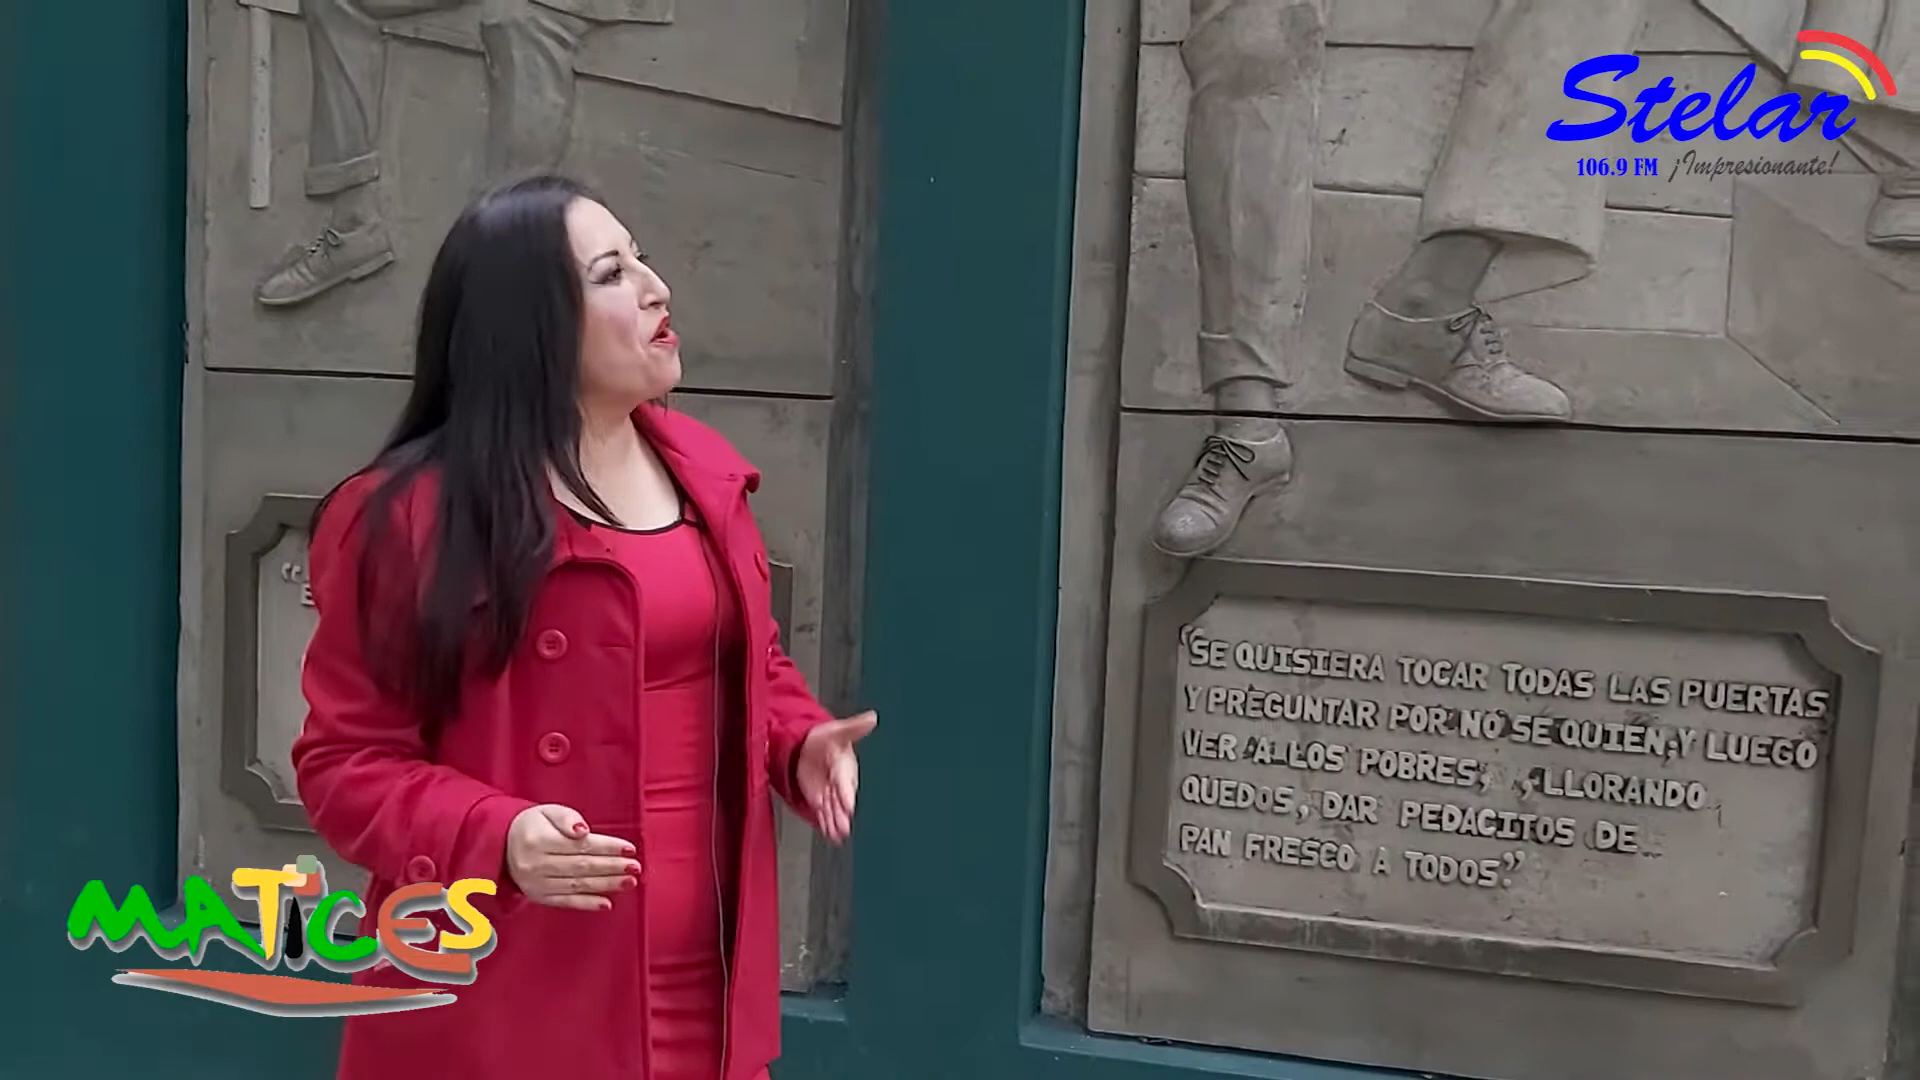 Stelar
106.9 FM ¡Impresionante!
"SE QUISIERA TOCAR TODAS LAS PUERTAS
Y PREGUNTAR POR NO SE QUIEN; Y LUEGO
VER A LOS POBRES, , LLORANDO
QUEDOS, DAR PEDACITOS DE
PAN FRESCO A TODOS."
MATICES